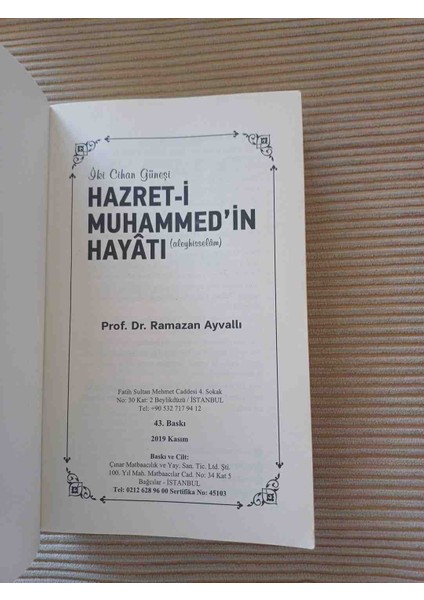 İki Cihan Güneşi
HAZRET-İ
MUHAMMED'İN
HAYÂTI (aleyhisselâm)
Prof. Dr. Ramazan Ayvallı
Fatih Sultan Mehmet Caddesi 4. Sokak
No: 30 Kat: 2 Beylikdüzü / İSTANBUL
Tel: +90 532 717 94 12
43. Baskı
2019 Kasım
Baskı ve Cilt:
Çınar Matbaacılık ve Yay. San. Tic. Ltd. Şti.
100. Yıl Mah. Matbaacılar Cad. No: 34 Kat 5
Bağcılar - İSTANBUL
Tel: 0212 628 96 00 Sertifika No: 45103